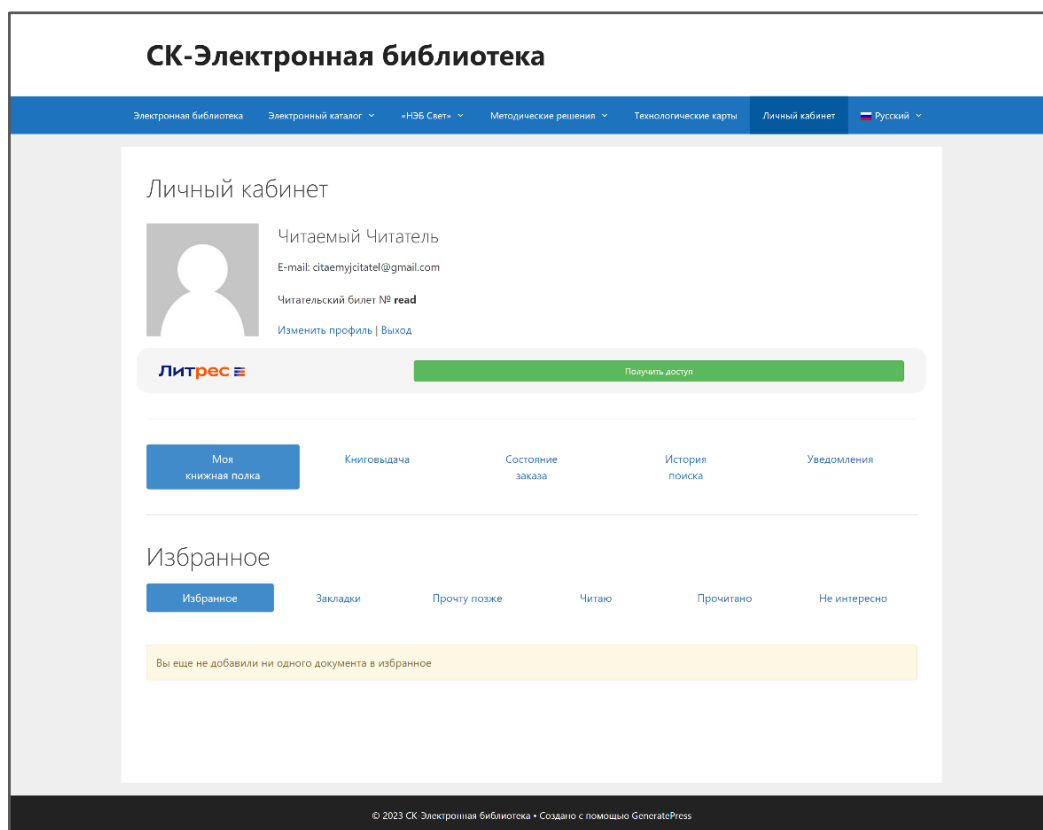 СК-Электронная библиотека
Электронная библиотека Электронный каталог «НЭБ Свет» Методические решения Технологические карты Личный кабинет Русский
Личный кабинет
Читаемый Читатель
E-mail: citaemyjcitatel@gmail.com
Читательский билет № read
Изменить профиль | Выход
Литрес Получить доступ
Моя
книжная полка
Книговыдача
Состояние
заказа
История
поиска
Уведомления
Избранное
Избранное Закладки Прочту позже Читаю Прочитано Не интересно
Вы еще не добавили ни одного документа в избранное
© 2023 СК Электронная библиотека • Создано с помощью GeneratePress